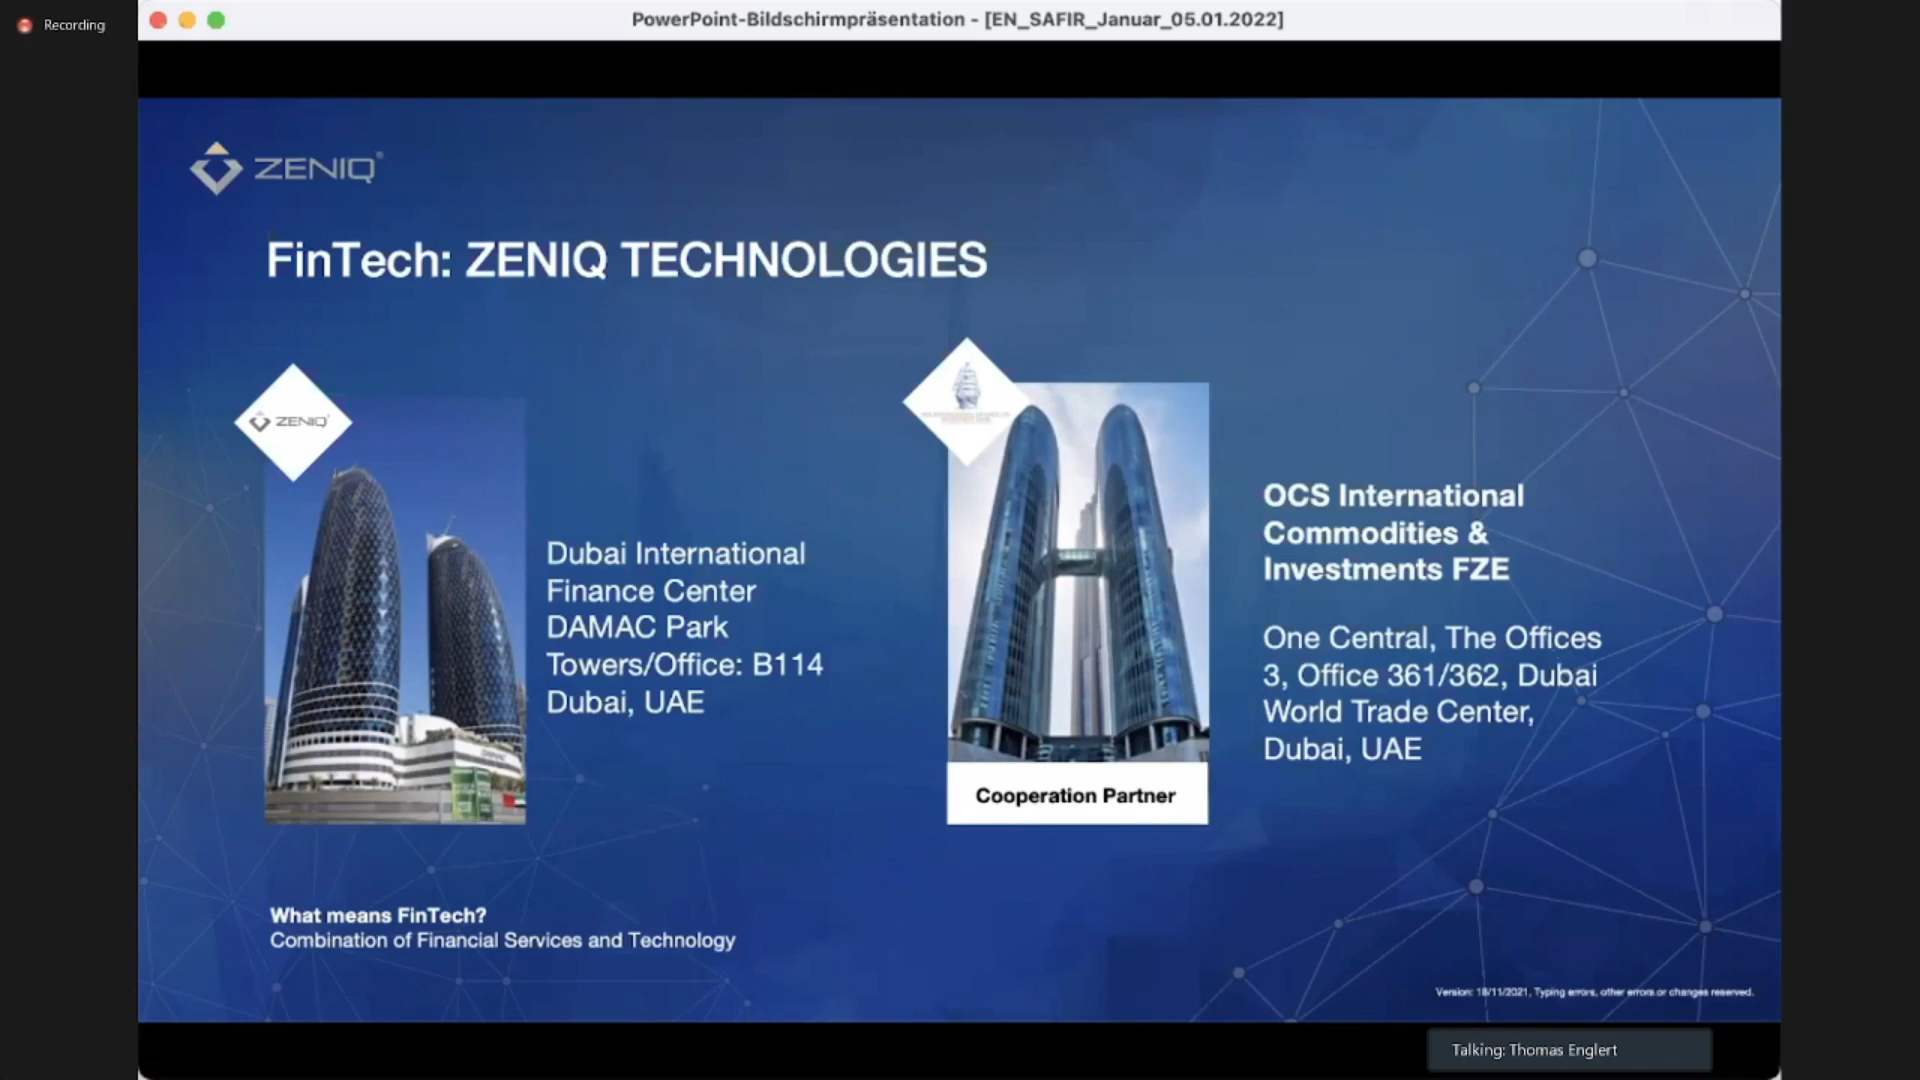 Recording
PowerPoint-Bildschirmpräsentation - [EN_SAFIR_Januar_05.01.2022]
ZENIQ®
FinTech: ZENIQ TECHNOLOGIES
ZENIQ®
Dubai International
Finance Center
DAMAC Park
Towers/Office: B114
Dubai, UAE
Cooperation Partner
OCS International
Commodities &
Investments FZE
One Central, The Offices
3, Office 361/362, Dubai
World Trade Center,
Dubai, UAE
What means FinTech?
Combination of Financial Services and Technology
Version: 18/11/2021, Typing errors, other errors or changes reserved.
Talking: Thomas Englert